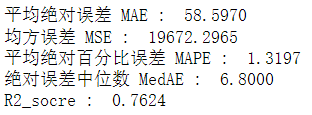 平均绝对误差 MAE :  58.5970
均方误差 MSE :  19672.2965
平均绝对百分比误差 MAPE :  1.3197
绝对误差中位数 MedAE :  6.8000
R2_socre :  0.7624